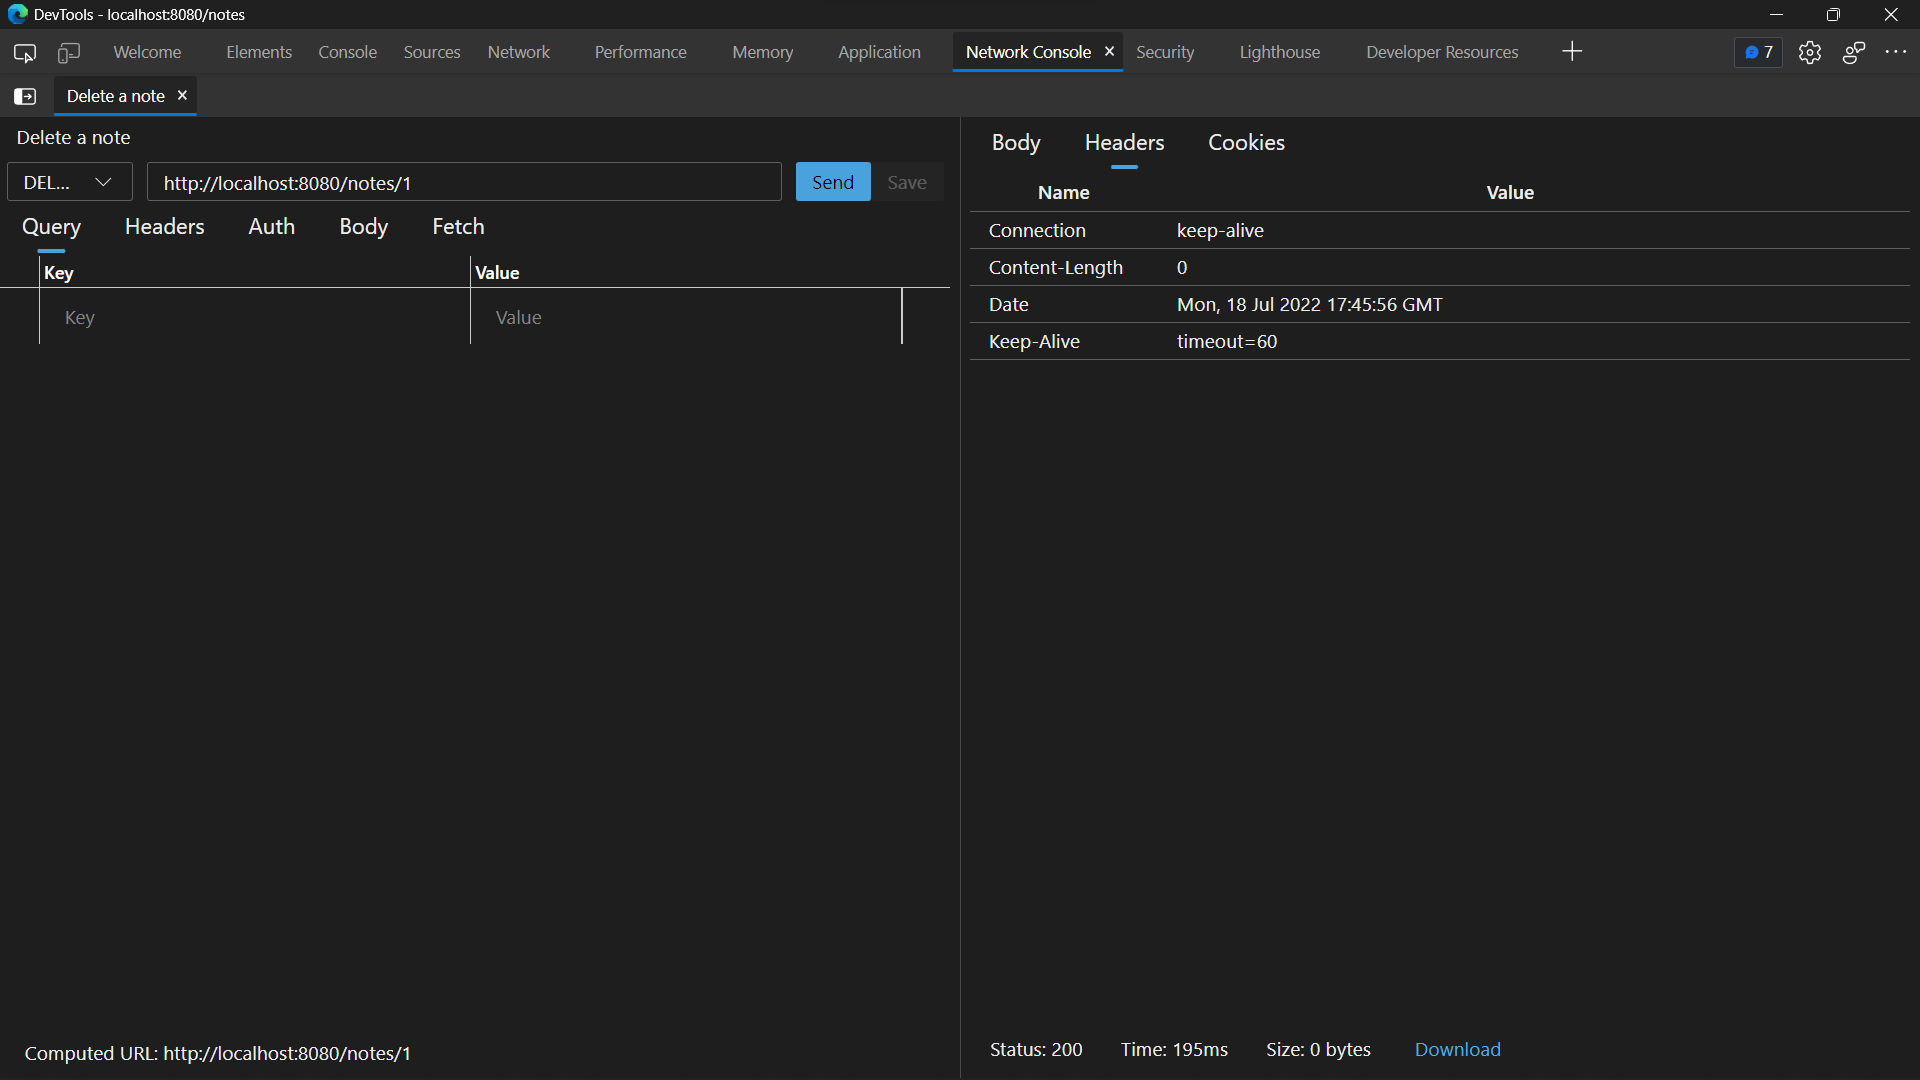 DevTools - localhost:8080/notes
Welcome Elements Console Sources Network Performance Memory Application Network Console Security Lighthouse Developer Resources 7
Delete a note
Delete a note
DEL... http://localhost:8080/notes/1 Send Save
Query Headers Auth Body Fetch
Key Value
Key Value
Computed URL: http://localhost:8080/notes/1
Body Headers Cookies
Name Value
Connection keep-alive
Content-Length 0
Date Mon, 18 Jul 2022 17:45:56 GMT
Keep-Alive timeout=60
Status: 200 Time: 195ms Size: 0 bytes Download